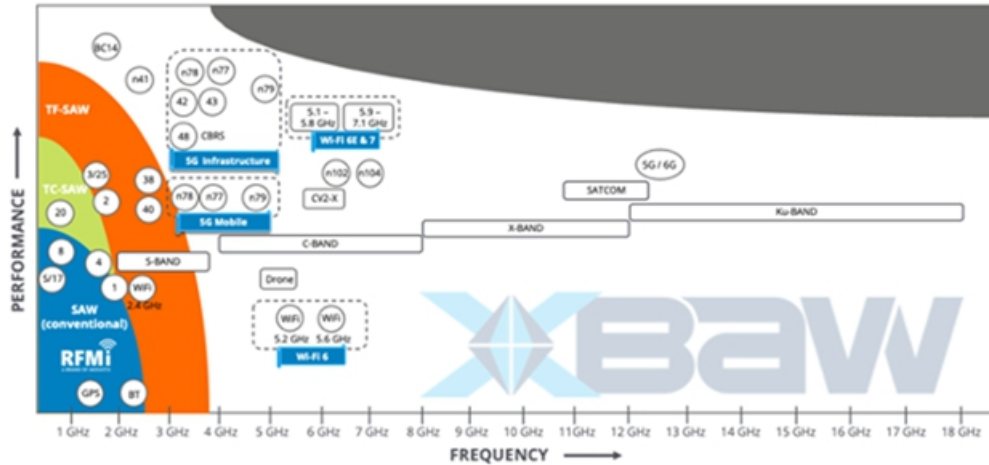 BC14
n41
n78
n77
n79
42
43
48
CBRS
5G Infrastructure
5.1 –
5.8 GHz
5.9 –
7.1 GHz
Wi-Fi 6E & 7
TF-SAW
3/25
TC-SAW
2
38
20
40
n78
n77
n79
5G Mobile
n102
n104
CV2-X
5G / 6G
SATCOM
Ku-BAND
X-BAND
C-BAND
S-BAND
8
4
5/17
1
WiFi
2.4 GHz
SAW
(conventional)
RFMi
Drone
WiFi
WiFi
5.2 GHz
5.6 GHz
Wi-Fi 6
GPS
BT
XBAW
PERFORMANCE
1 GHz
2 GHz
3 GHz
4 GHz
5 GHz
6 GHz
7 GHz
8 GHz
9 GHz
10 GHz
11 GHz
12 GHz
13 GHz
14 GHz
15 GHz
16 GHz
17 GHz
18 GHz
FREQUENCY